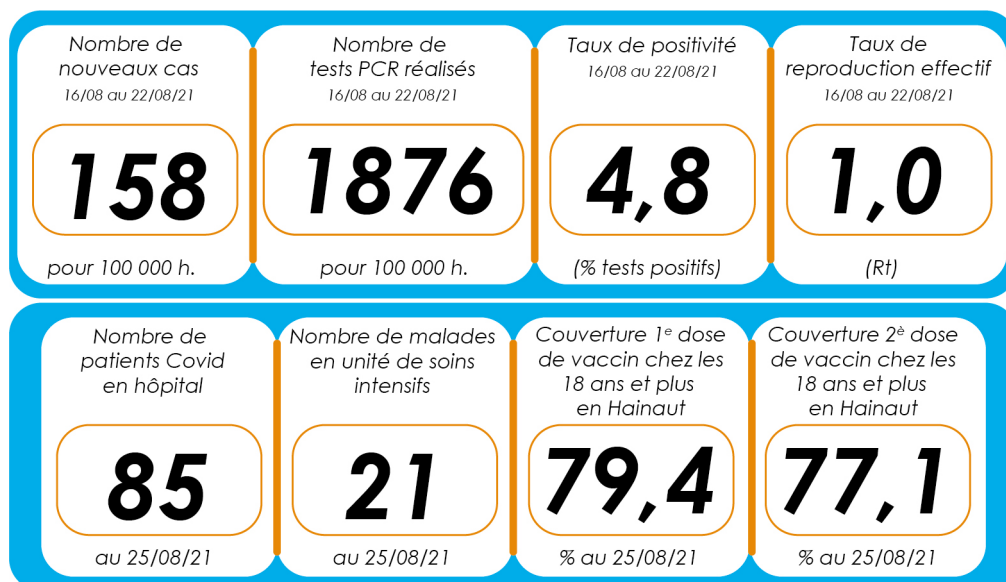 Nombre de
nouveaux cas
16/08 au 22/08/21
158
pour 100 000 h.
Nombre de
tests PCR réalisés
16/08 au 22/08/21
1876
pour 100 000 h.
Taux de positivité
16/08 au 22/08/21
4,8
(% tests positifs)
Taux de
reproduction effectif
16/08 au 22/08/21
1,0
(Rt)
Nombre de
patients Covid
en hôpital
85
au 25/08/21
Nombre de malades
en unité de soins
intensifs
21
au 25/08/21
Couverture 1e dose
de vaccin chez les
18 ans et plus
en Hainaut
79,4
% au 25/08/21
Couverture 2è dose
de vaccin chez les
18 ans et plus
en Hainaut
77,1
% au 25/08/21